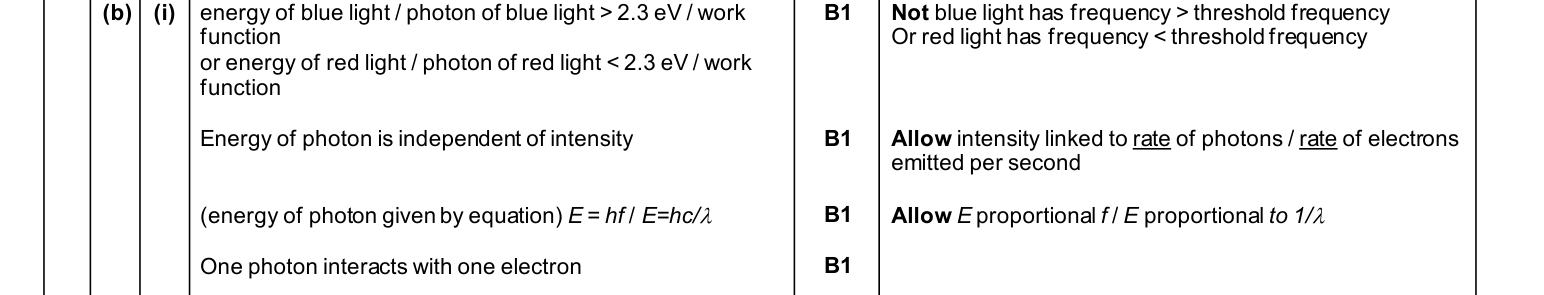 (b) (i) energy of blue light / photon of blue light > 2.3 eV / work B1 Not blue light has frequency > threshold frequency
function Or red light has frequency < threshold frequency
or energy of red light / photon of red light < 2.3 eV / work
function
Energy of photon is independent of intensity B1 Allow intensity linked to rate of photons / rate of electrons
emitted per second
(energy of photon given by equation) E = hf / E=hc/λ B1 Allow E proportional f / E proportional to 1/λ
One photon interacts with one electron B1